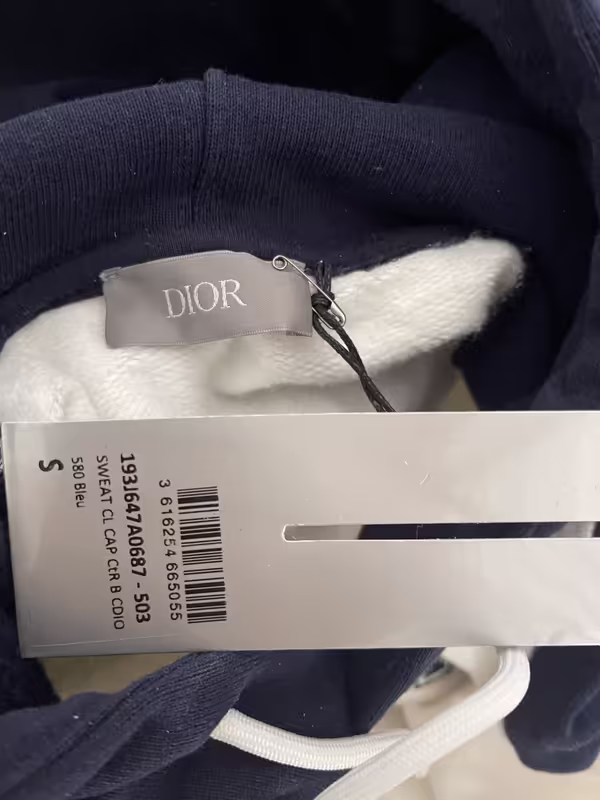 DIOR
3 616254 665055
193J647A0687 - 503
SWEAT CL CAP CtR B CDIO
580 Bleu
S